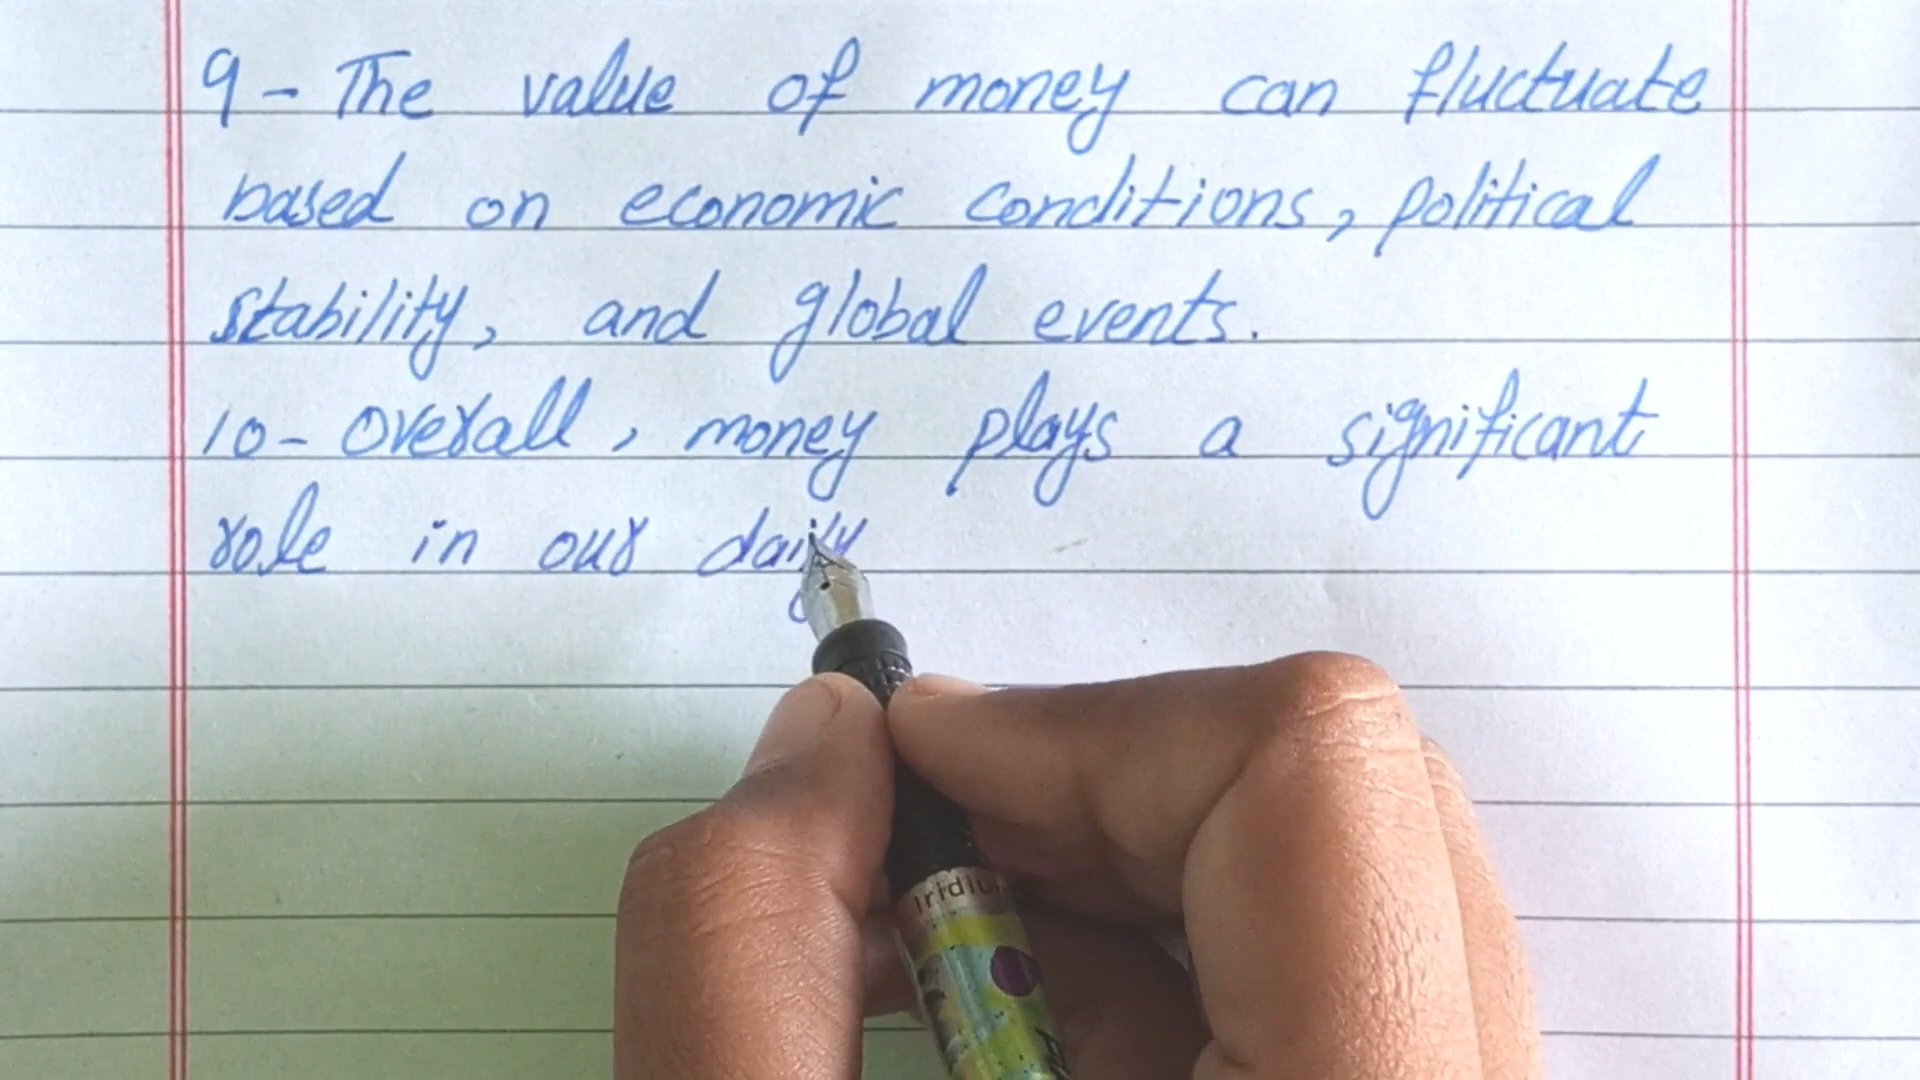 9- The value of money can fluctuate
based on economic conditions, political
stability, and global events.
10- Overall, money plays a significant
role in our daily
Iridium